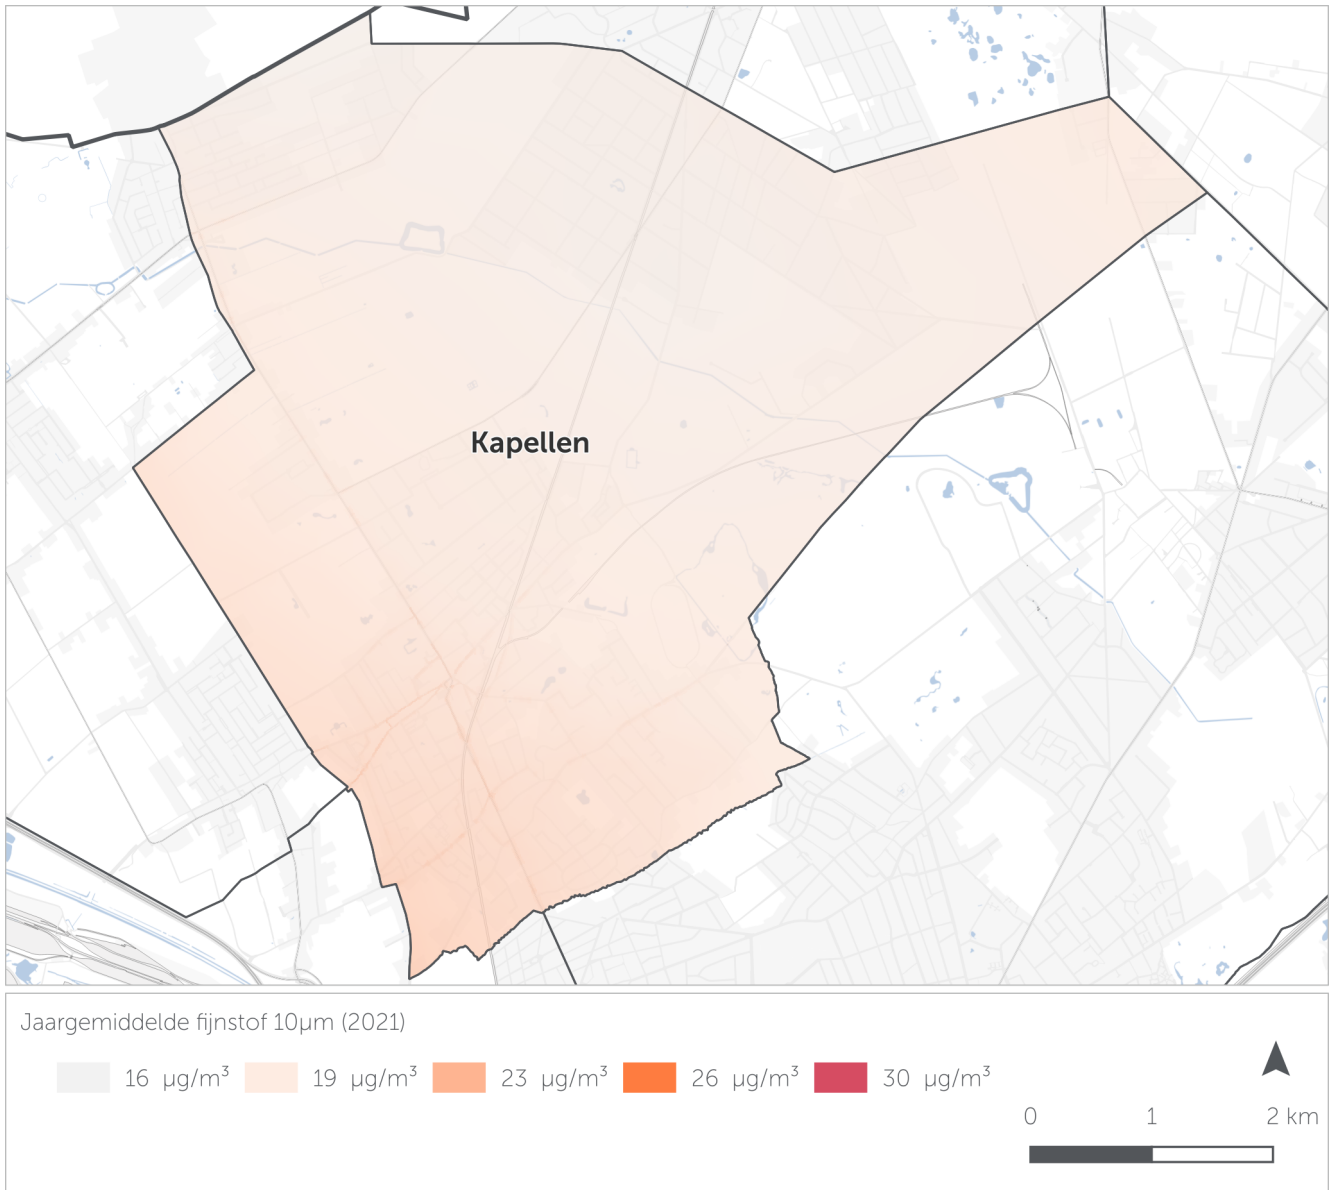 Kapellen
Jaargemiddelde fijnstof 10µm (2021)
16 µg/m³ 19 µg/m³ 23 µg/m³ 26 µg/m³ 30 µg/m³
0 1 2 km